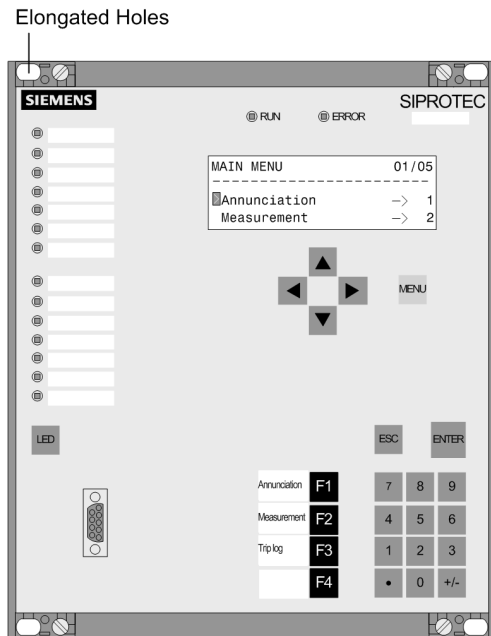 Elongated Holes
SIEMENS
SIPROTEC
RUN
ERROR
MAIN MENU 01/05
Annunciation —> 1
Measurement —> 2
MENU
LED
ESC
ENTER
Annunciation F1
7 8 9
Measurement F2
4 5 6
Trip log F3
1 2 3
F4
• 0 +/-